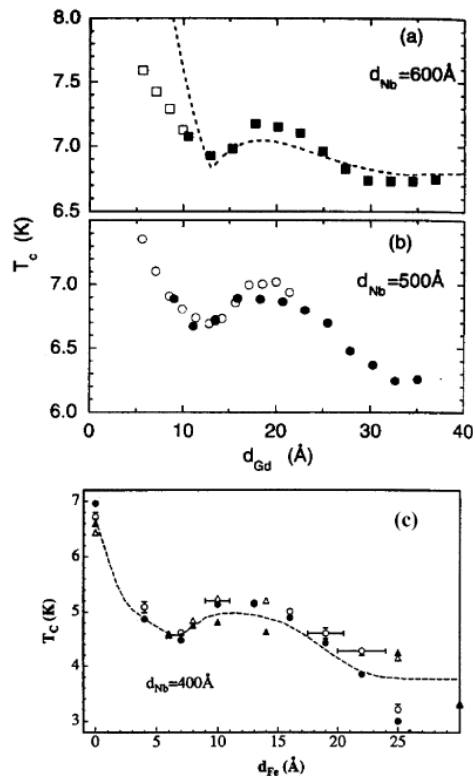 8.0
(a)
d_Nb=600Å
7.5
7.0
6.5
T_c (K)
(b)
d_Nb=500Å
7.0
6.5
6.0
0 10 20 30 40
d_Gd (Å)
7
(c)
6
5
T_C (K)
4
d_Nb=400Å
3
0 5 10 15 20 25
d_Fe (Å)